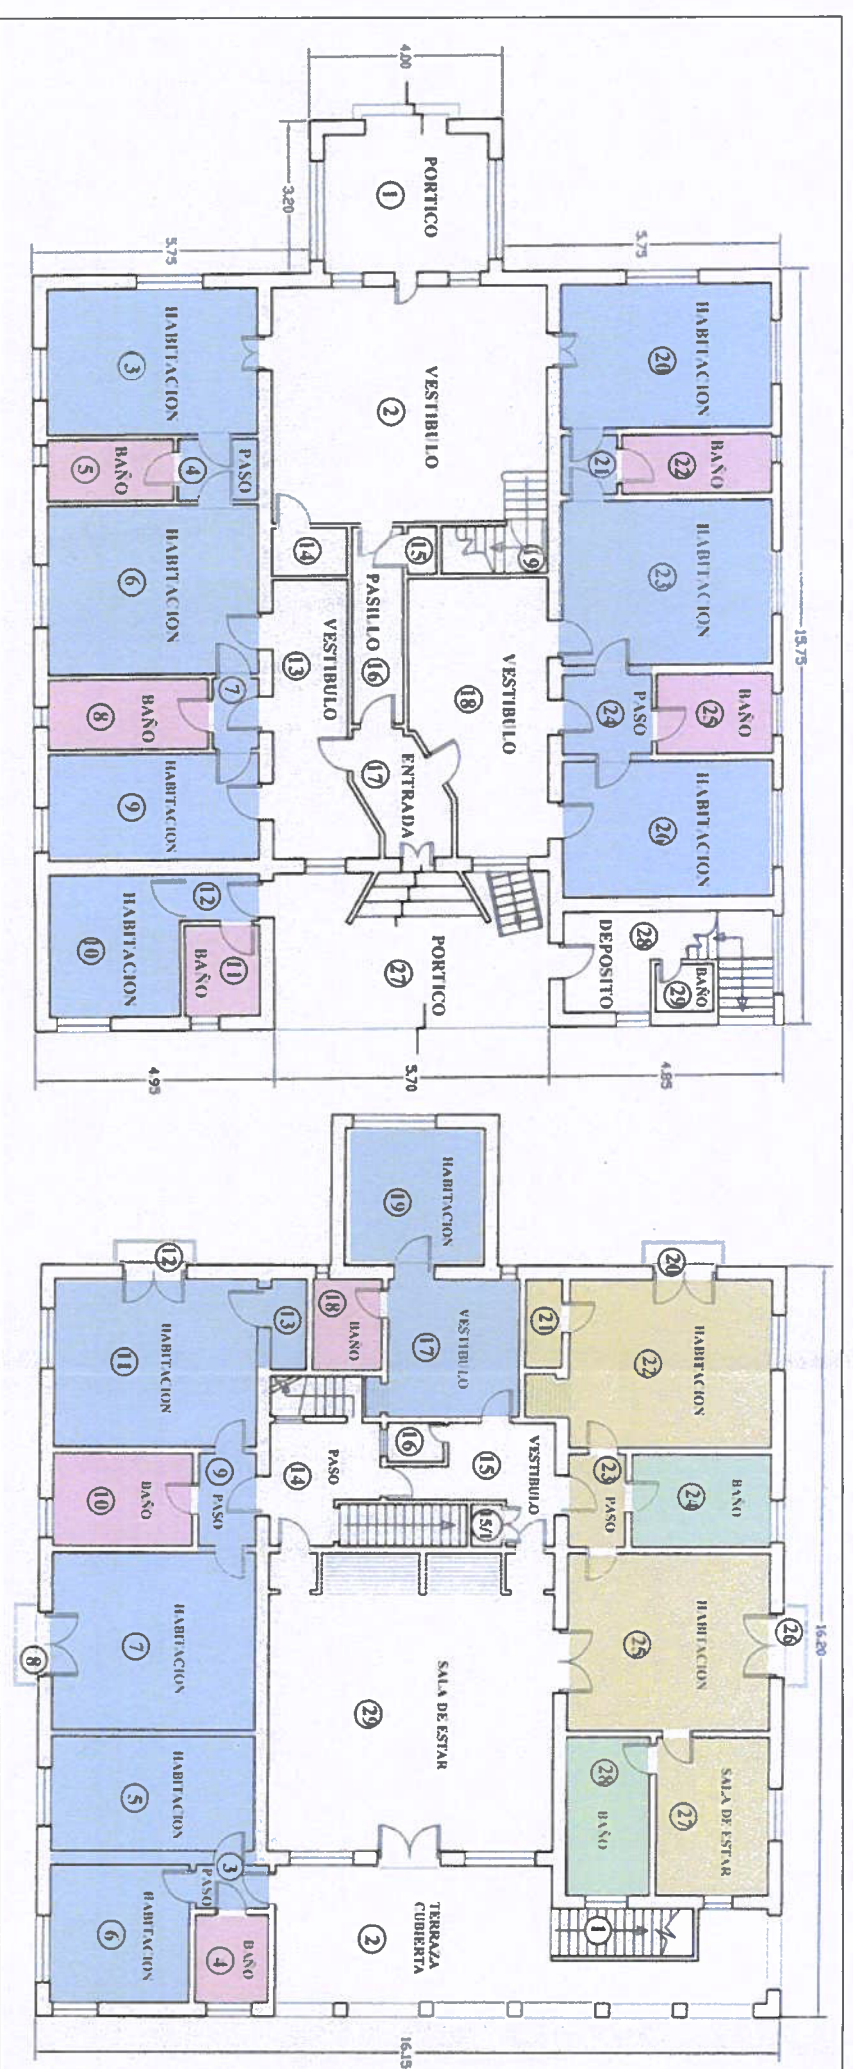 4.00
3.20
5.75
5.75
15.75
PORTICO
1
VESTIBULO
2
HABITACION
3
PASO
4
BAÑO
5
HABITACION
6
7
BAÑO
8
HABITACION
9
HABITACION
10
BAÑO
11
12
VESTIBULO
13
14
15
PASILLO
16
ENTRADA
17
VESTIBULO
18
19
HABITACION
20
21
BAÑO
22
HABITACION
23
PASO
24
BAÑO
25
HABITACION
26
PORTICO
27
DEPOSITO
28
BAÑO
29
4.95
5.70
4.85
16.20
16.15
1
TERRAZA
CUBIERTA
2
PASO
3
BAÑO
4
HABITACION
5
HABITACION
6
HABITACION
7
8
PASO
9
BAÑO
10
HABITACION
11
12
13
PASO
14
VESTIBULO
15
15/1
16
VESTIBULO
17
BAÑO
18
HABITACION
19
20
21
HABITACION
22
PASO
23
BAÑO
24
HABITACION
25
26
SALA DE ESTAR
27
BAÑO
28
SALA DE ESTAR
29